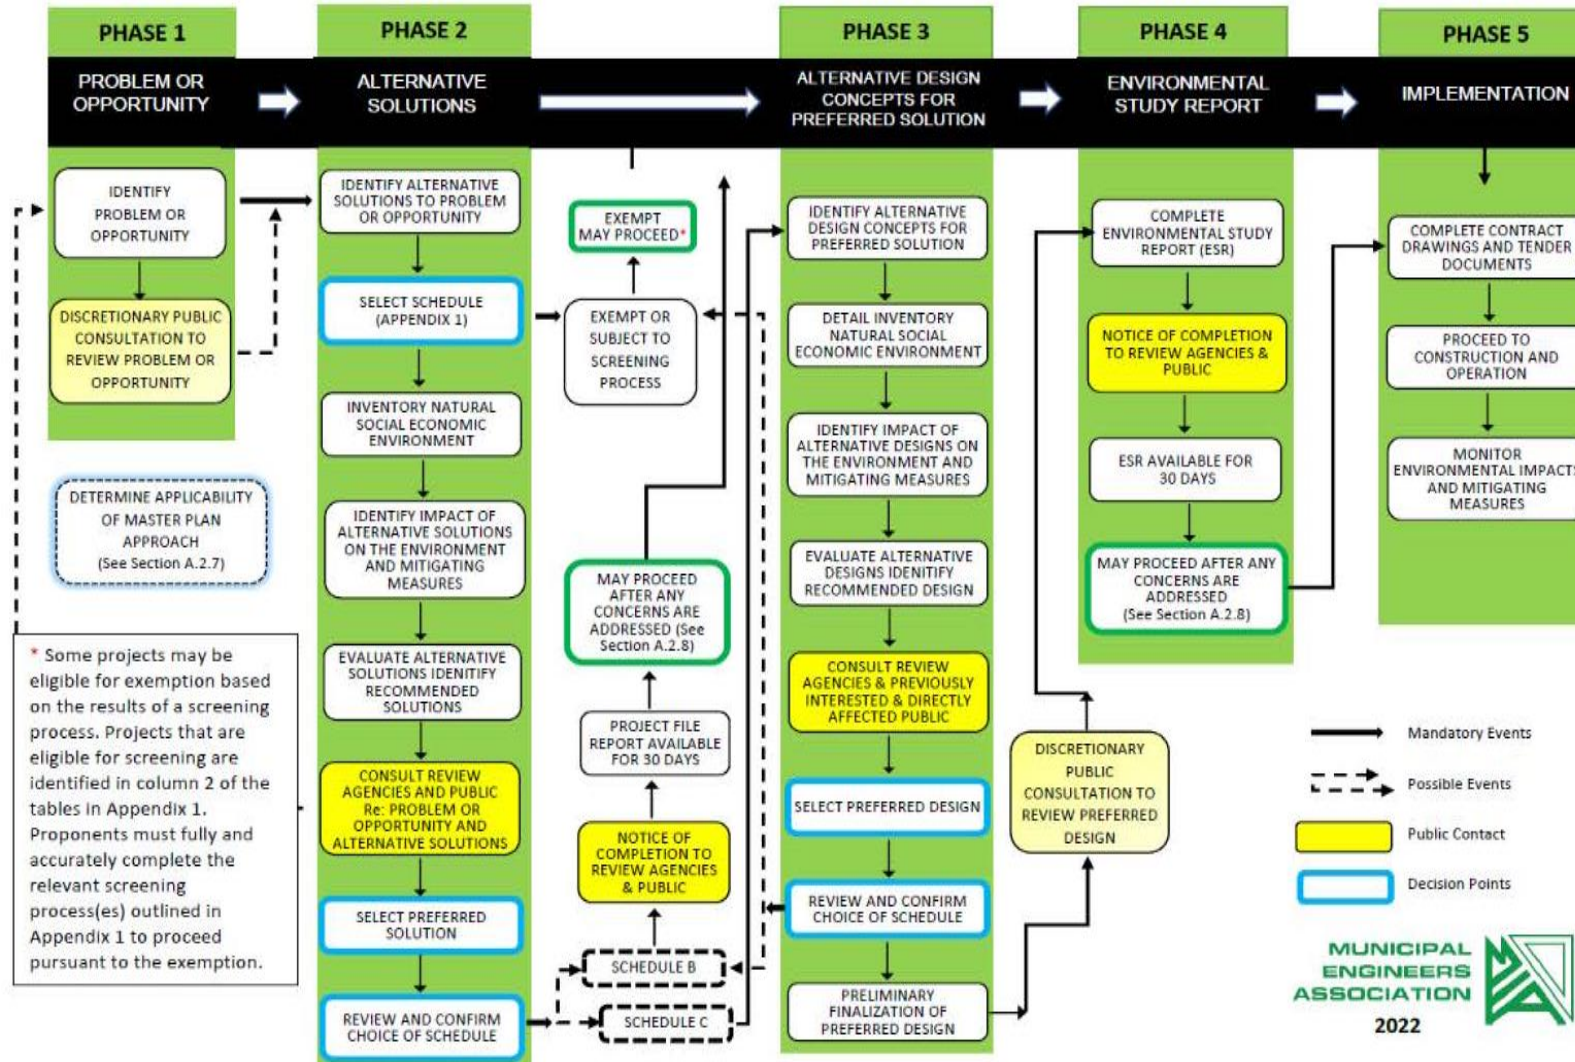 PHASE 1
PROBLEM OR
OPPORTUNITY
IDENTIFY
PROBLEM OR
OPPORTUNITY
DISCRETIONARY PUBLIC
CONSULTATION TO
REVIEW PROBLEM OR
OPPORTUNITY
DETERMINE APPLICABILITY
OF MASTER PLAN
APPROACH
(See Section A.2.7)
* Some projects may be
eligible for exemption based
on the results of a screening
process. Projects that are
eligible for screening are
identified in column 2 of the
tables in Appendix 1.
Proponents must fully and
accurately complete the
relevant screening
process(es) outlined in
Appendix 1 to proceed
pursuant to the exemption.
PHASE 2
ALTERNATIVE
SOLUTIONS
IDENTIFY ALTERNATIVE
SOLUTIONS TO PROBLEM
OR OPPORTUNITY
SELECT SCHEDULE
(APPENDIX 1)
INVENTORY NATURAL
SOCIAL ECONOMIC
ENVIRONMENT
IDENTIFY IMPACT OF
ALTERNATIVE SOLUTIONS
ON THE ENVIRONMENT
AND MITIGATING
MEASURES
EVALUATE ALTERNATIVE
SOLUTIONS IDENITIFY
RECOMMENDED
SOLUTIONS
CONSULT REVIEW
AGENCIES AND PUBLIC
Re: PROBLEM OR
OPPORTUNITY AND
ALTERNATIVE SOLUTIONS
SELECT PREFERRED
SOLUTION
REVIEW AND CONFIRM
CHOICE OF SCHEDULE
EXEMPT
MAY PROCEED*
EXEMPT OR
SUBJECT TO
SCREENING
PROCESS
MAY PROCEED
AFTER ANY
CONCERNS ARE
ADDRESSED (See
Section A.2.8)
PROJECT FILE
REPORT AVAILABLE
FOR 30 DAYS
NOTICE OF
COMPLETION TO
REVIEW AGENCIES
& PUBLIC
SCHEDULE B
SCHEDULE C
PHASE 3
ALTERNATIVE DESIGN
CONCEPTS FOR
PREFERRED SOLUTION
IDENTIFY ALTERNATIVE
DESIGN CONCEPTS FOR
PREFERRED SOLUTION
DETAIL INVENTORY
NATURAL SOCIAL
ECONOMIC ENVIRONMENT
IDENTIFY IMPACT OF
ALTERNATIVE DESIGNS ON
THE ENVIRONMENT AND
MITIGATING MEASURES
EVALUATE ALTERNATIVE
DESIGNS IDENITIFY
RECOMMENDED DESIGN
CONSULT REVIEW
AGENCIES & PREVIOUSLY
INTERESTED & DIRECTLY
AFFECTED PUBLIC
SELECT PREFERRED DESIGN
REVIEW AND CONFIRM
CHOICE OF SCHEDULE
PRELIMINARY
FINALIZATION OF
PREFERRED DESIGN
DISCRETIONARY
PUBLIC
CONSULTATION TO
REVIEW PREFERRED
DESIGN
PHASE 4
ENVIRONMENTAL
STUDY REPORT
COMPLETE
ENVIRONMENTAL STUDY
REPORT (ESR)
NOTICE OF COMPLETION
TO REVIEW AGENCIES &
PUBLIC
ESR AVAILABLE FOR
30 DAYS
MAY PROCEED AFTER ANY
CONCERNS ARE
ADDRESSED
(See Section A.2.8)
PHASE 5
IMPLEMENTATION
COMPLETE CONTRACT
DRAWINGS AND TENDER
DOCUMENTS
PROCEED TO
CONSTRUCTION AND
OPERATION
MONITOR
ENVIRONMENTAL IMPACTS
AND MITIGATING
MEASURES
Mandatory Events
Possible Events
Public Contact
Decision Points
MUNICIPAL
ENGINEERS
ASSOCIATION
2022